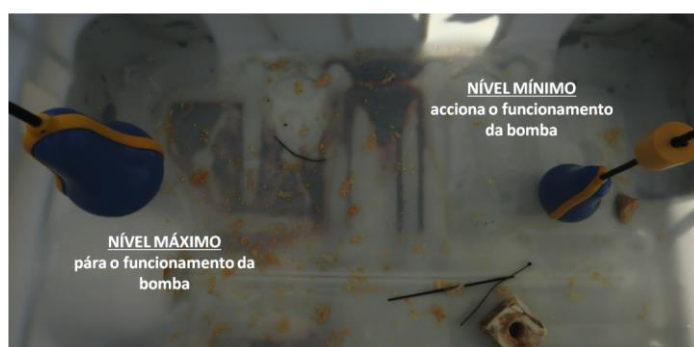 NÍVEL MÍNIMO
acciona o funcionamento
da bomba
NÍVEL MÁXIMO
pára o funcionamento da
bomba